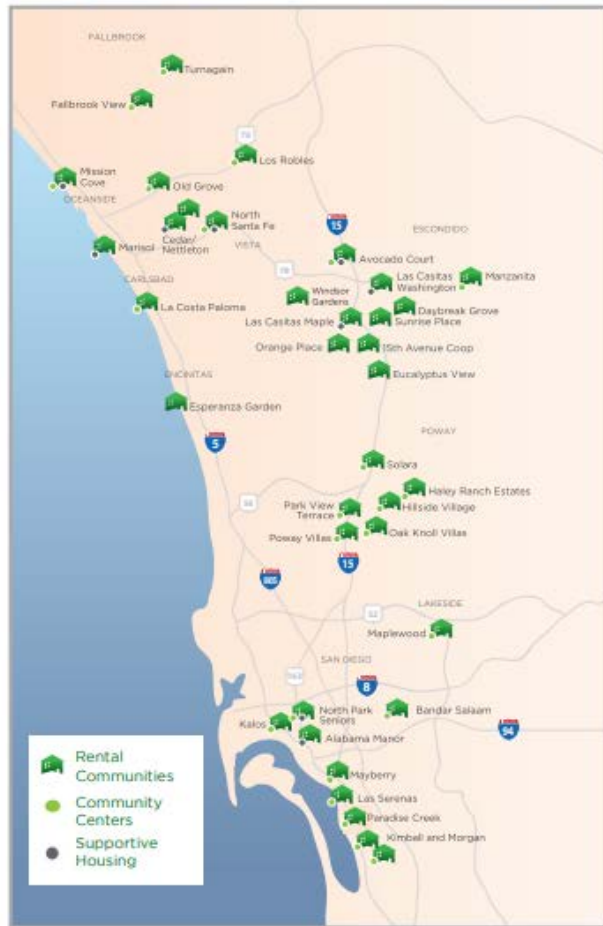 FALLBROOK
Turnagain
Fallbrook View
76
Los Robles
Mission
Cove
Old Grove
OCEANSIDE
North
Santa Fe
Cedar/
Nettleton
VISTA
15
ESCONDIDO
Marisol
Avocado Court
78
Las Casitas
Washington
Manzanita
CARLSBAD
Windsor
Gardens
La Costa Paloma
Daybreak Grove
Las Casitas Maple
Sunrise Place
Orange Place
15th Avenue Coop
Eucalyptus View
ENCINITAS
Esperanza Garden
5
POWAY
Solara
Haley Ranch Estates
56
Park View
Terrace
Hillside Village
Poway Villas
Oak Knoll Villas
15
805
LAKESIDE
52
Maplewood
SAN DIEGO
163
8
North Park
Seniors
Bandar Salaam
Kalos
94
Alabama Manor
Mayberry
Las Serenas
Paradise Creek
Kimball and Morgan
Rental
Communities
Community
Centers
Supportive
Housing